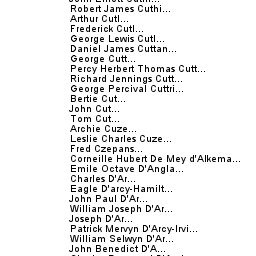 Robert James Cuthi...
Arthur Cutl...
Frederick Cutl...
George Lewis Cutl...
Daniel James Cuttan...
George Cutt...
Percy Herbert Thomas Cutt...
Richard Jennings Cutt...
George Percival Cuttri...
Bertie Cut...
John Cut...
Tom Cut...
Archie Cuze...
Leslie Charles Cuze...
Fred Czepans...
Corneille Hubert De Mey d'Alkema...
Emile Octave D'Angla...
Charles D'Ar...
Eagle D'arcy-Hamilt...
John Paul D'Ar...
William Joseph D'Ar...
Joseph D'Ar...
Patrick Mervyn D'Arcy-Irvi...
William Selwyn D'Ar...
John Benedict D'A...